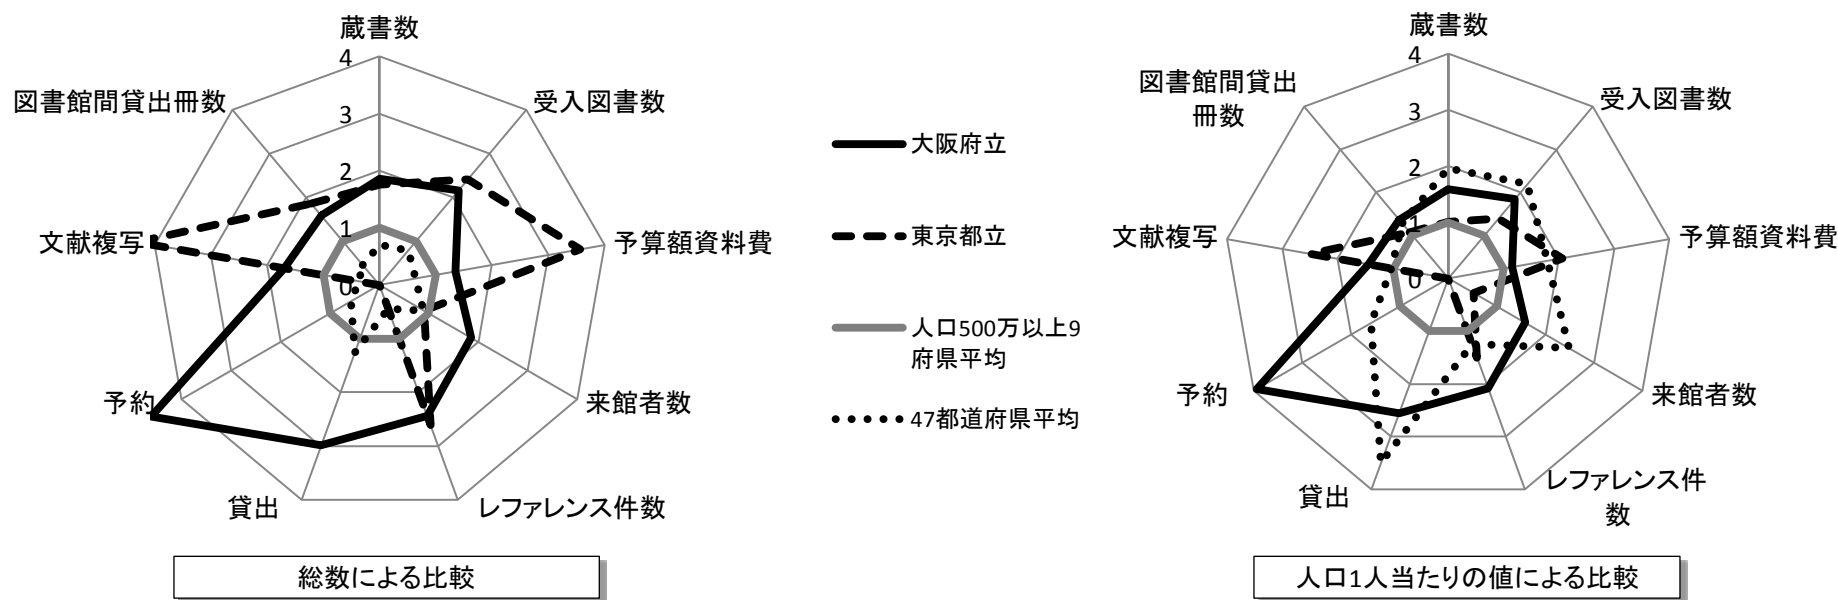 蔵書数
4
3
2
1
0
受入図書数
予算額資料費
来館者数
レファレンス件数
貸出
予約
文献複写
図書館間貸出冊数
総数による比較
大阪府立
東京都立
人口500万以上9
府県平均
47都道府県平均
蔵書数
4
3
2
1
0
受入図書数
予算額資料費
来館者数
レファレンス件
数
貸出
予約
文献複写
図書館間貸出
冊数
人口1人当たりの値による比較